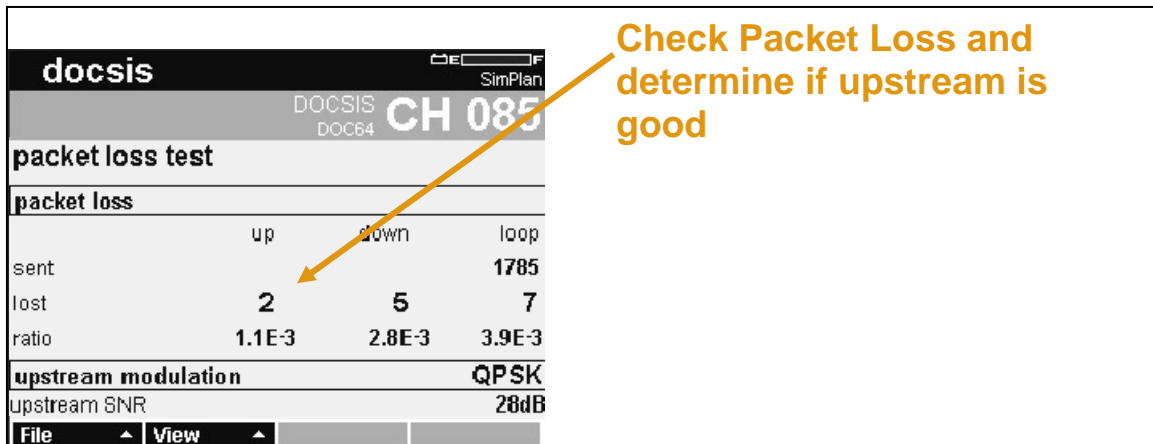 docsis
E F
SimPlan
DOCSIS
DOC64
CH 085
packet loss test
packet loss
up down loop
sent 1785
lost 2 5 7
ratio 1.1E-3 2.8E-3 3.9E-3
upstream modulation QPSK
upstream SNR 28dB
File View
Check Packet Loss and
determine if upstream is
good